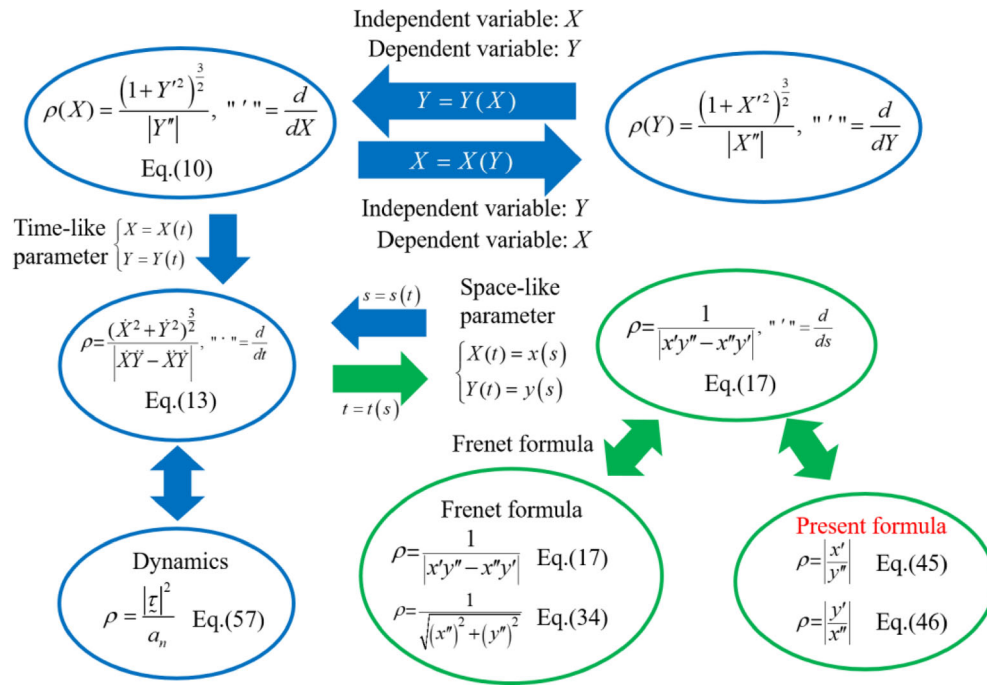 Independent variable: X
Dependent variable: Y
ρ(X) = (1+Y′²)^(3/2) / |Y″|, "′" = d/dX
Eq.(10)
Y = Y(X)
X = X(Y)
ρ(Y) = (1+X′²)^(3/2) / |X″|, "′" = d/dY
Independent variable: Y
Dependent variable: X
Time-like parameter { X = X(t)
Y = Y(t)
ρ= (Ẋ²+Ẏ²)^(3/2) / |ẊŸ − ẌẎ|, "˙" = d/dt
Eq.(13)
s = s(t)
t = t(s)
Space-like
parameter
{ X(t) = x(s)
Y(t) = y(s)
ρ= 1 / |x′y″ − x″y′|, "′" = d/ds
Eq.(17)
Frenet formula
Dynamics
ρ = |τ|² / aₙ Eq.(57)
Frenet formula
ρ= 1 / |x′y″ − x″y′| Eq.(17)
ρ= 1 / √((x″)² + (y″)²) Eq.(34)
Present formula
ρ= |x′/y″| Eq.(45)
ρ= |y′/x″| Eq.(46)